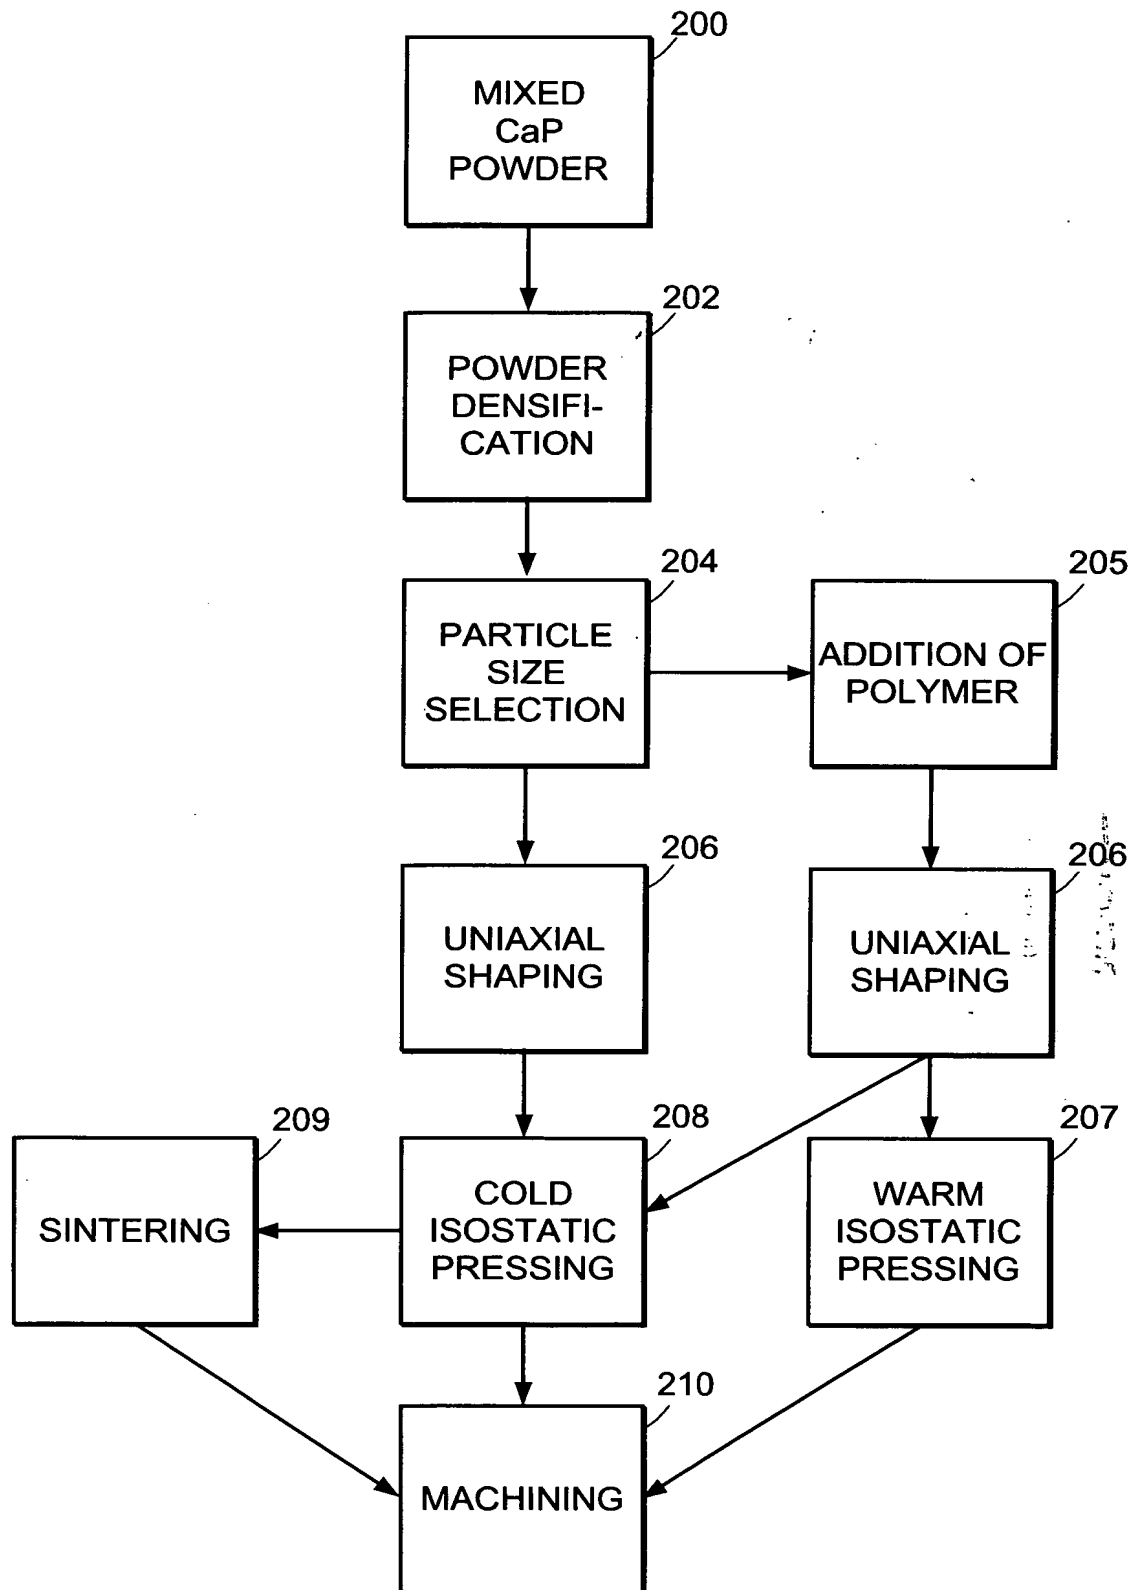 200
MIXED
CaP
POWDER
202
POWDER
DENSIFI-
CATION
204
PARTICLE
SIZE
SELECTION
205
ADDITION OF
POLYMER
206
UNIAXIAL
SHAPING
206
UNIAXIAL
SHAPING
209
SINTERING
208
COLD
ISOSTATIC
PRESSING
207
WARM
ISOSTATIC
PRESSING
210
MACHINING